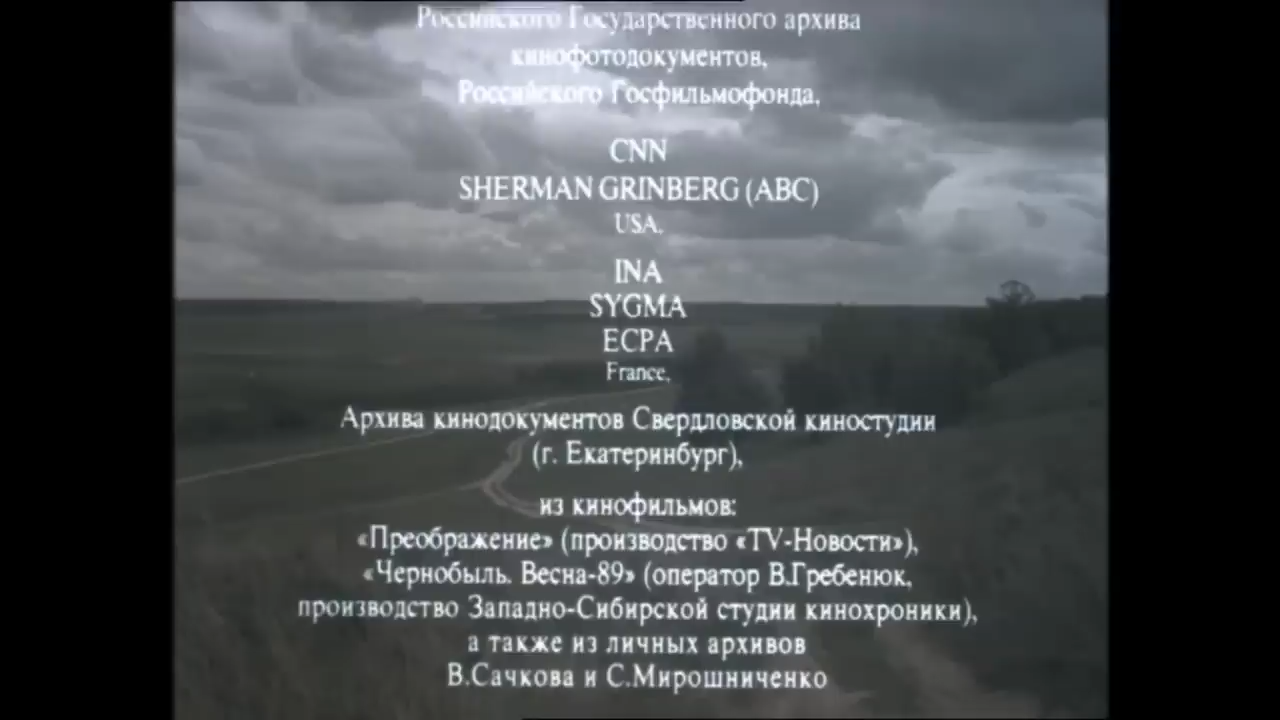 Российского Государственного архива
кинофотодокументов,
Российского Госфильмофонда,
CNN
SHERMAN GRINBERG (ABC)
USA,
INA
SYGMA
ECPA
France,
Архива кинодокументов Свердловской киностудии
(г. Екатеринбург),
из кинофильмов:
«Преображение» (производство «TV-Новости»),
«Чернобыль. Весна-89» (оператор В.Гребенюк,
производство Западно-Сибирской студии кинохроники),
а также из личных архивов
В.Сачкова и С.Мирошниченко